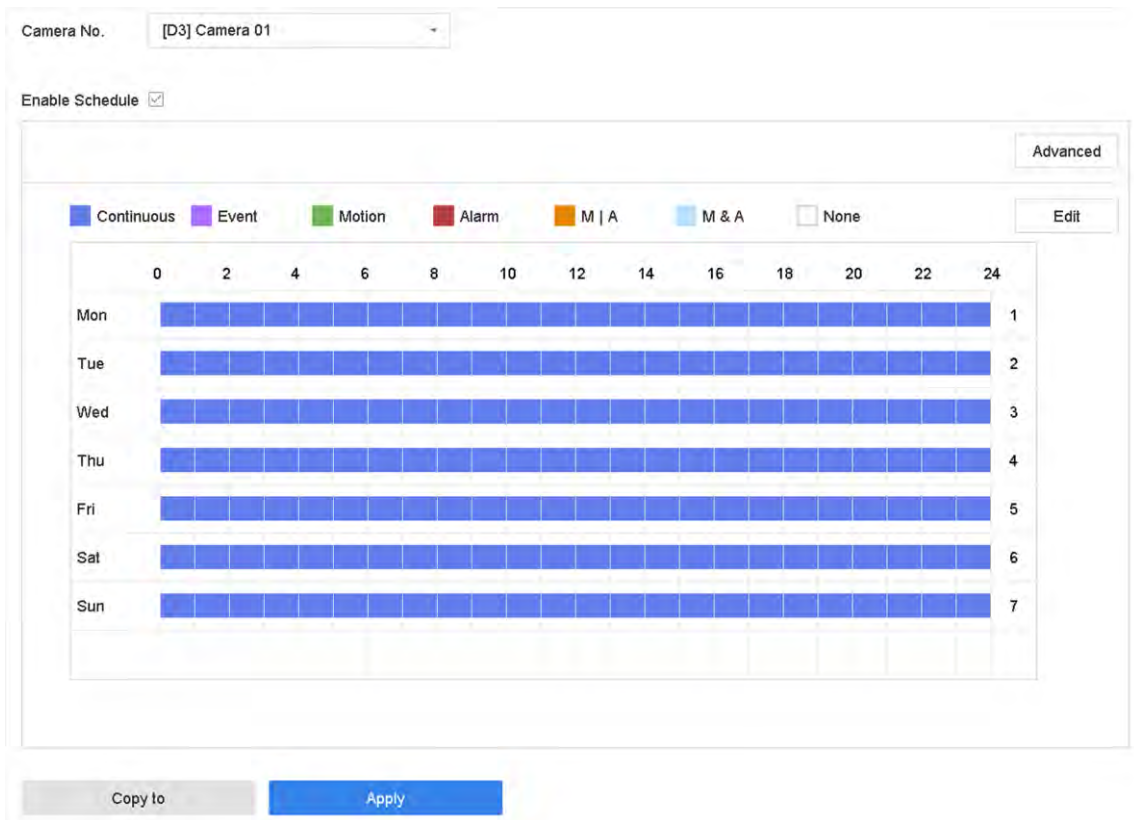 Camera No. [D3] Camera 01
Enable Schedule
Advanced
Continuous Event Motion Alarm M | A M & A None Edit
0 2 4 6 8 10 12 14 16 18 20 22 24
Mon 1
Tue 2
Wed 3
Thu 4
Fri 5
Sat 6
Sun 7
Copy to Apply